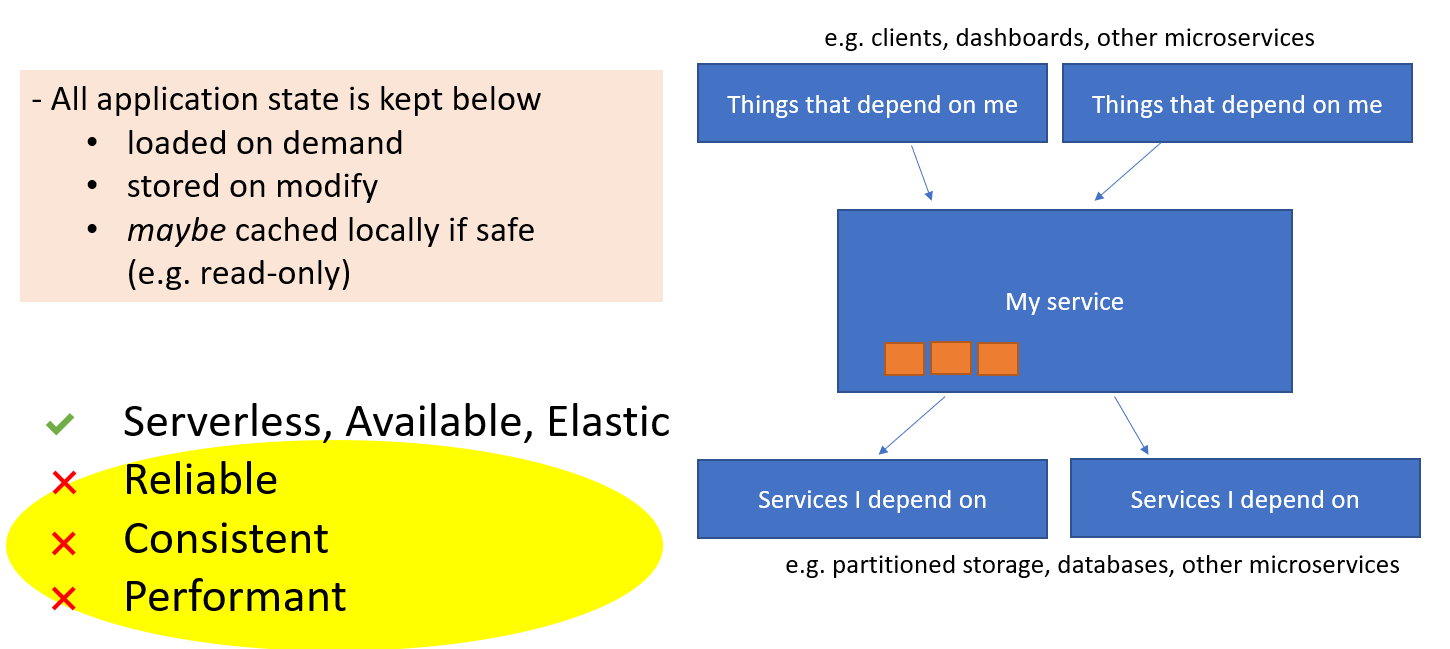 - All application state is kept below
• loaded on demand
• stored on modify
• maybe cached locally if safe
(e.g. read-only)
Serverless, Available, Elastic
Reliable
Consistent
Performant
e.g. clients, dashboards, other microservices
Things that depend on me
Things that depend on me
My service
Services I depend on
Services I depend on
e.g. partitioned storage, databases, other microservices